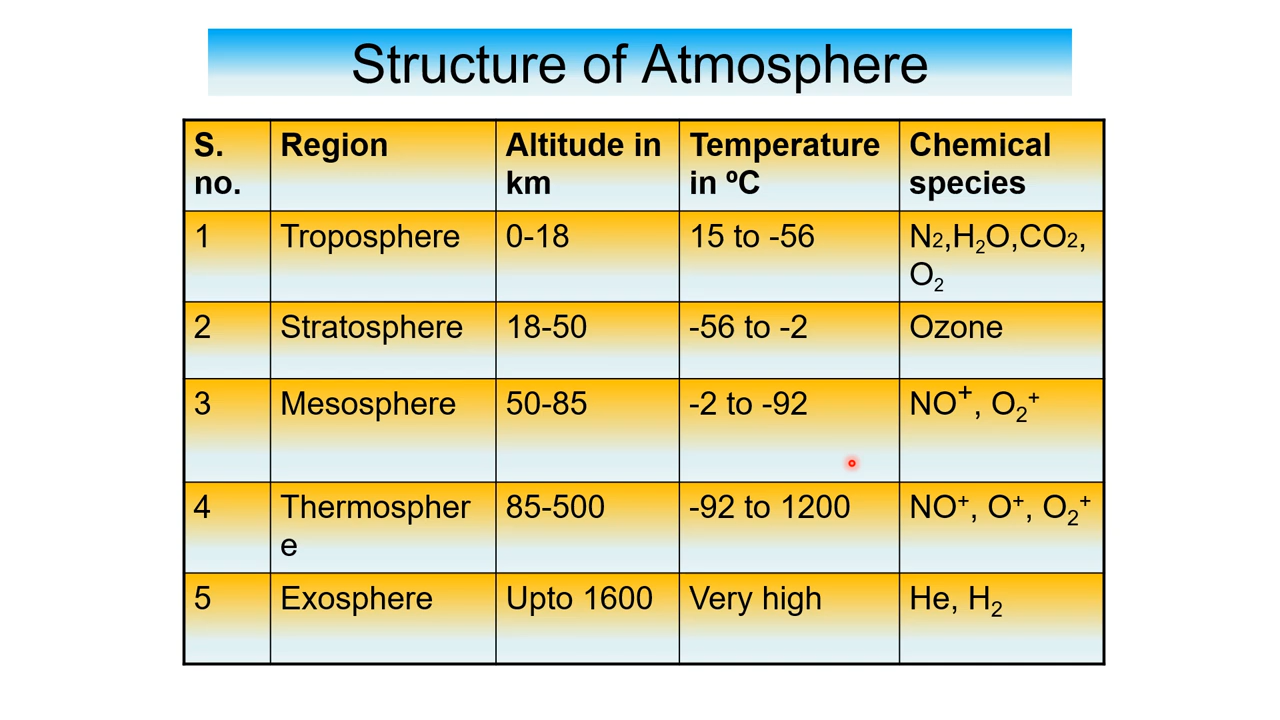 Structure of Atmosphere
S. no. Region Altitude in km Temperature in ºC Chemical species
1 Troposphere 0-18 15 to -56 N2,H₂O,CO2, O₂
2 Stratosphere 18-50 -56 to -2 Ozone
3 Mesosphere 50-85 -2 to -92 NO⁺, O₂⁺
4 Thermosphere 85-500 -92 to 1200 NO⁺, O⁺, O₂⁺
5 Exosphere Upto 1600 Very high He, H₂